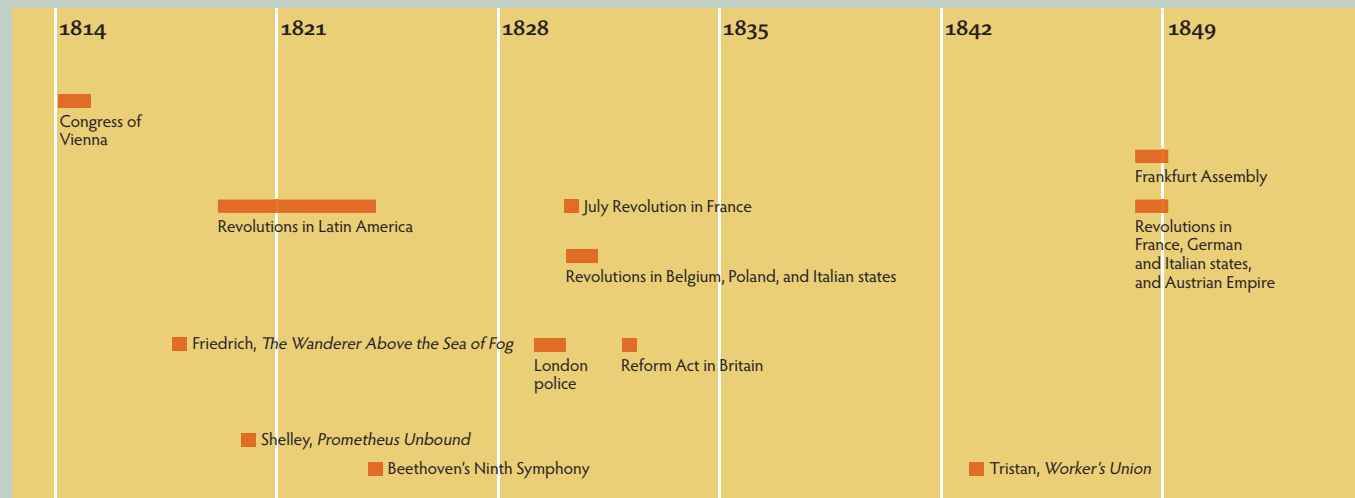 1814
1821
1828
1835
1842
1849
Congress of
Vienna
Frankfurt Assembly
Revolutions in Latin America
July Revolution in France
Revolutions in
France, German
and Italian states,
and Austrian Empire
Revolutions in Belgium, Poland, and Italian states
Friedrich, The Wanderer Above the Sea of Fog
London
police
Reform Act in Britain
Shelley, Prometheus Unbound
Beethoven's Ninth Symphony
Tristan, Worker's Union